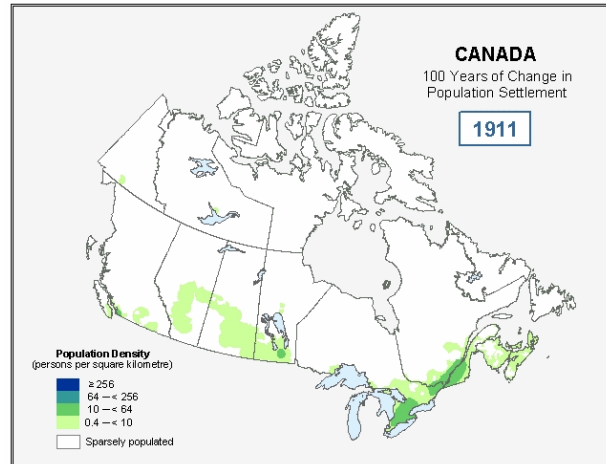 CANADA
100 Years of Change in
Population Settlement
1911
Population Density
(persons per square kilometre)
≥ 256
64 — < 256
10 — < 64
0.4 — < 10
Sparsely populated